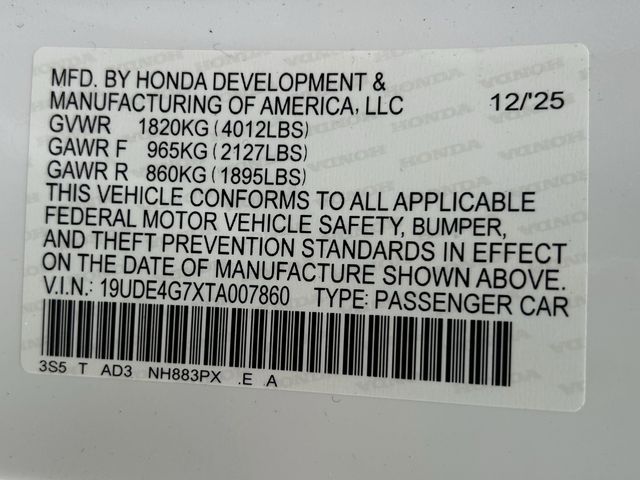 MFD. BY HONDA DEVELOPMENT &
MANUFACTURING OF AMERICA, LLC 12/'25
GVWR 1820KG (4012LBS)
GAWR F 965KG (2127LBS)
GAWR R 860KG (1895LBS)
THIS VEHICLE CONFORMS TO ALL APPLICABLE
FEDERAL MOTOR VEHICLE SAFETY, BUMPER,
AND THEFT PREVENTION STANDARDS IN EFFECT
ON THE DATE OF MANUFACTURE SHOWN ABOVE.
V.I.N.: 19UDE4G7XTA007860 TYPE: PASSENGER CAR
3S5 T AD3 NH883PX .E A